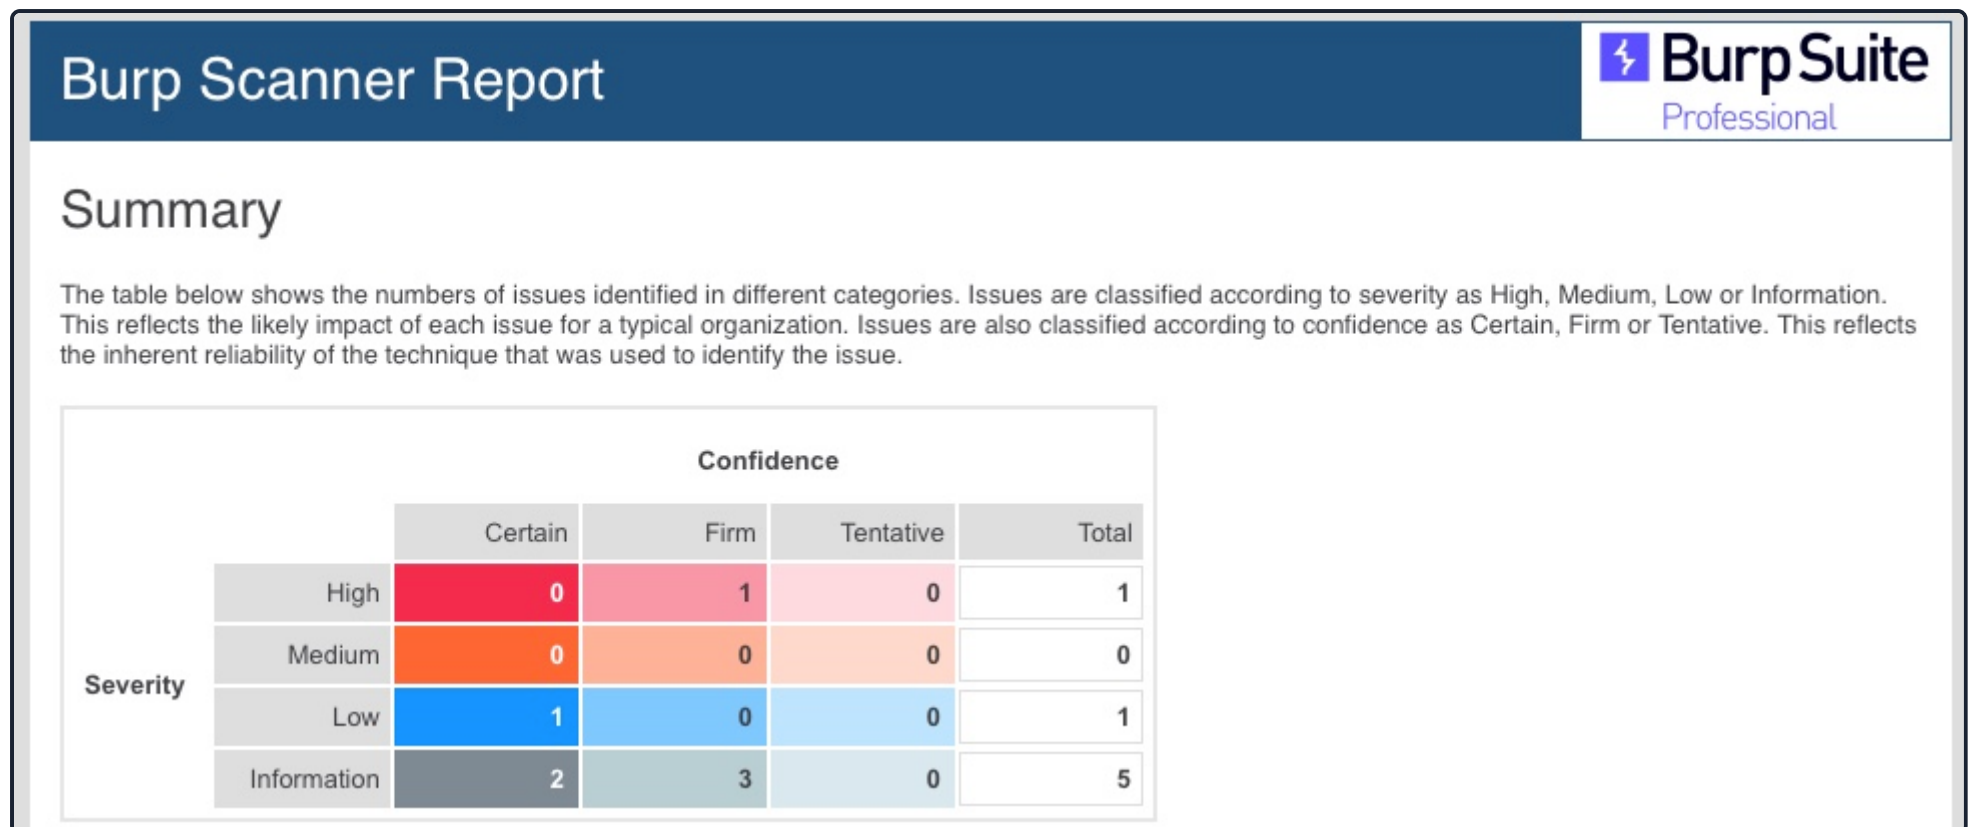 Burp Scanner Report
Burp Suite
Professional
Summary
The table below shows the numbers of issues identified in different categories. Issues are classified according to severity as High, Medium, Low or Information.
This reflects the likely impact of each issue for a typical organization. Issues are also classified according to confidence as Certain, Firm or Tentative. This reflects
the inherent reliability of the technique that was used to identify the issue.
Confidence
Certain Firm Tentative Total
High 0 1 0 1
Medium 0 0 0 0
Severity
Low 1 0 0 1
Information 2 3 0 5